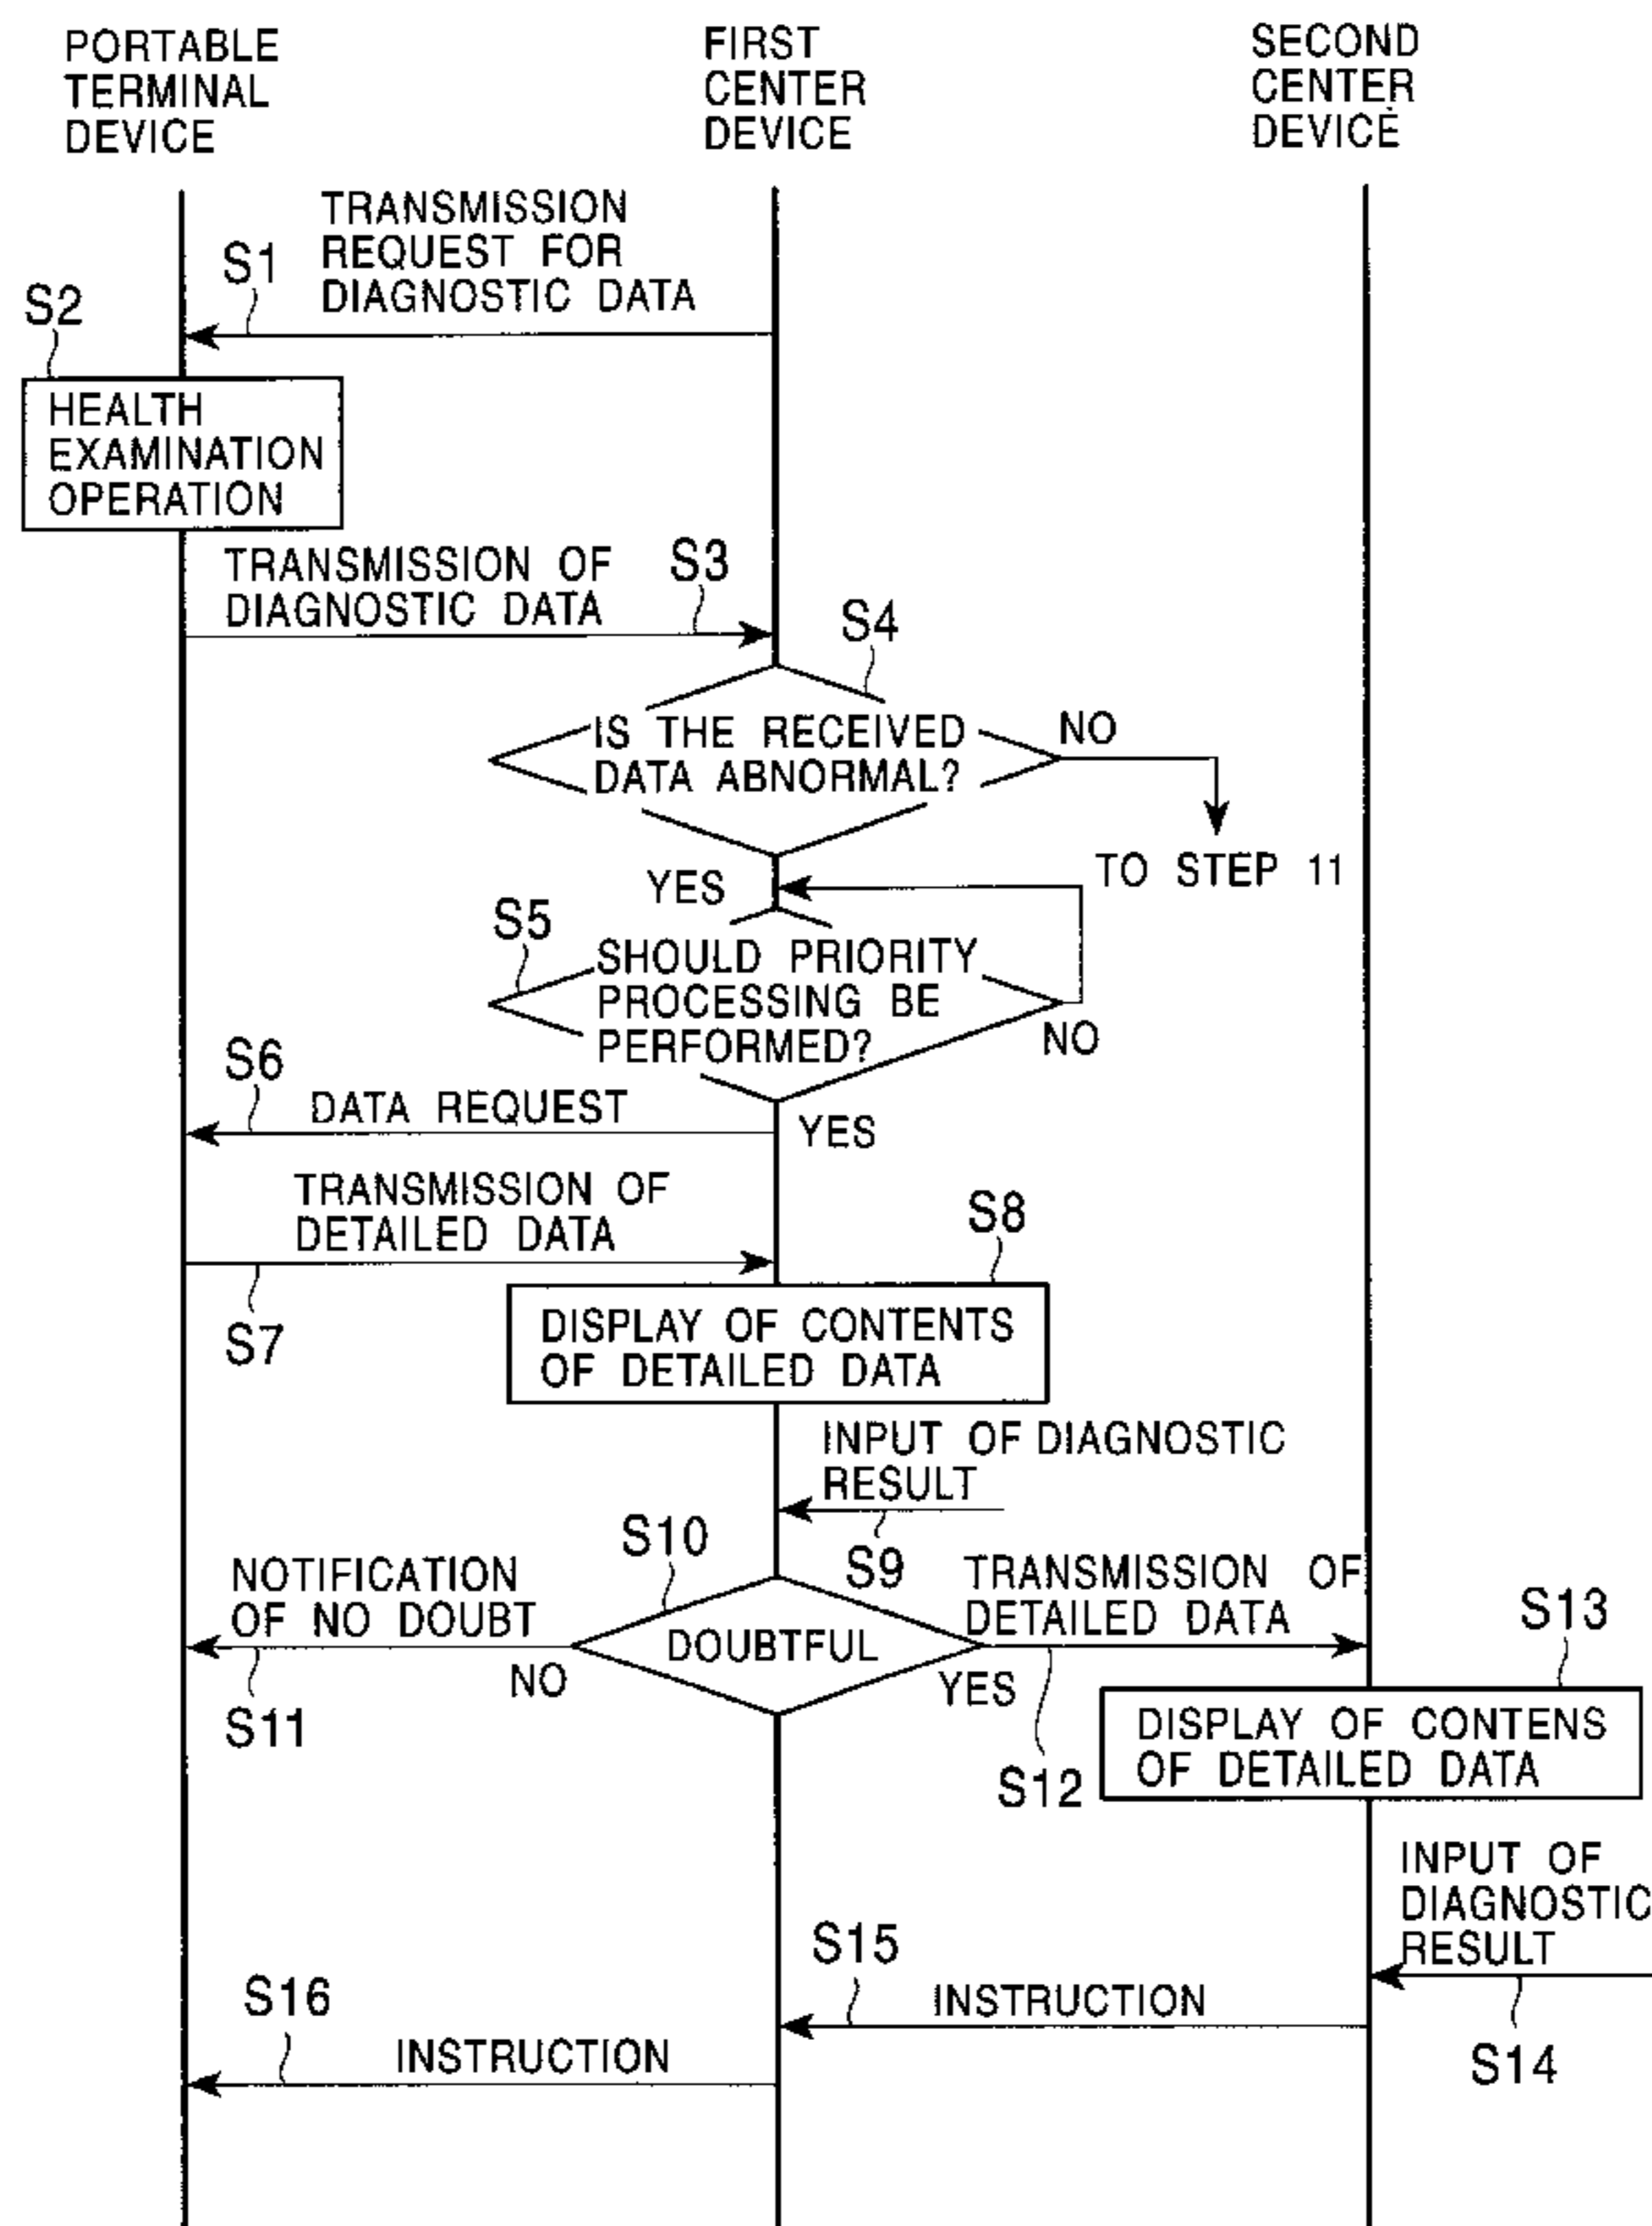 PORTABLE
TERMINAL
DEVICE
FIRST
CENTER
DEVICE
SECOND
CENTER
DEVICE
TRANSMISSION
REQUEST FOR
DIAGNOSTIC DATA
S1
S2
HEALTH
EXAMINATION
OPERATION
TRANSMISSION OF
DIAGNOSTIC DATA
S3
S4
IS THE RECEIVED
DATA ABNORMAL?
NO
TO STEP 11
YES
S5
SHOULD PRIORITY
PROCESSING BE
PERFORMED?
NO
S6
DATA REQUEST
YES
TRANSMISSION OF
DETAILED DATA
S7
S8
DISPLAY OF CONTENTS
OF DETAILED DATA
INPUT OF DIAGNOSTIC
RESULT
S9
S10
NOTIFICATION
OF NO DOUBT
DOUBTFUL
NO
S11
TRANSMISSION OF
DETAILED DATA
YES
S12
S13
DISPLAY OF CONTENS
OF DETAILED DATA
INPUT OF
DIAGNOSTIC
RESULT
S14
S15
INSTRUCTION
S16
INSTRUCTION